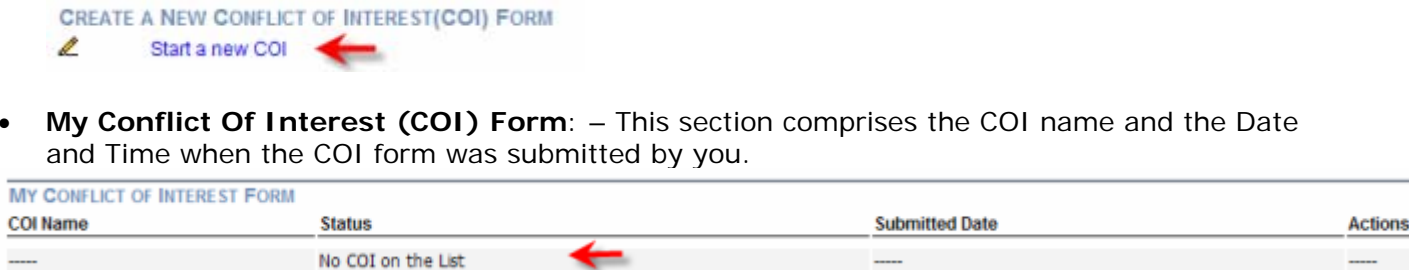 CREATE A NEW CONFLICT OF INTEREST(COI) FORM
Start a new COI
• My Conflict Of Interest (COI) Form: – This section comprises the COI name and the Date
and Time when the COI form was submitted by you.
MY CONFLICT OF INTEREST FORM
COI Name Status Submitted Date Actions
----- No COI on the List ----- -----